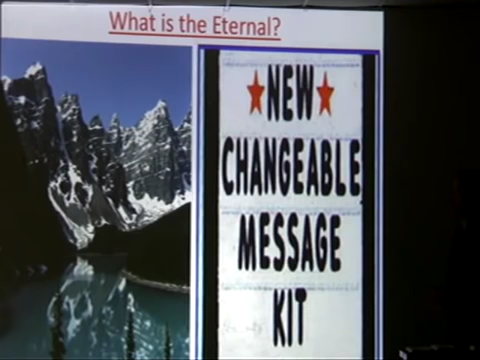 What is the Eternal?
NEW
CHANGEABLE
MESSAGE
KIT